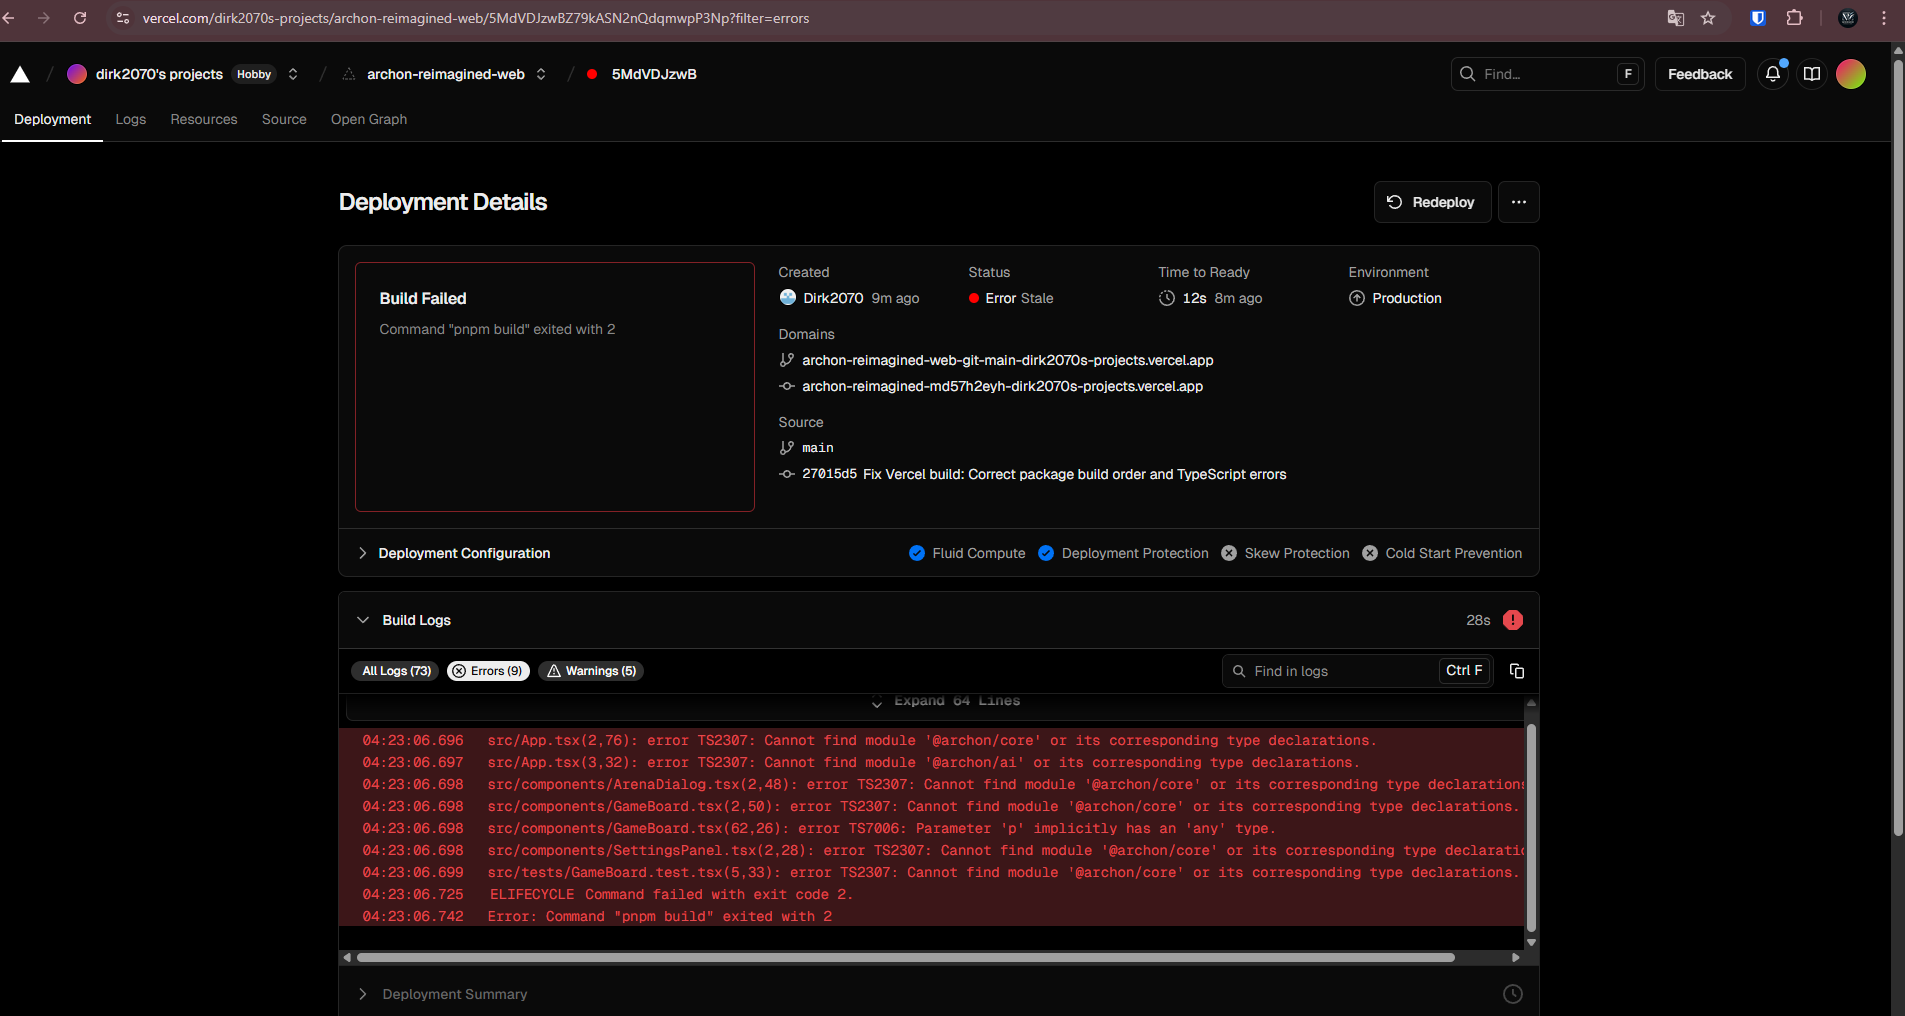 vercel.com/dirk2070s-projects/archon-reimagined-web/5MdVDJzwBZ79kASN2nQdqmwpP3Np?filter=errors
dirk2070's projects Hobby archon-reimagined-web 5MdVDJzwB Find... F Feedback
Deployment Logs Resources Source Open Graph
Deployment Details Redeploy
Build Failed
Command "pnpm build" exited with 2
Created Status Time to Ready Environment
Dirk2070 9m ago Error Stale 12s 8m ago Production
Domains
archon-reimagined-web-git-main-dirk2070s-projects.vercel.app
archon-reimagined-md57h2eyh-dirk2070s-projects.vercel.app
Source
main
27015d5 Fix Vercel build: Correct package build order and TypeScript errors
Deployment Configuration Fluid Compute Deployment Protection Skew Protection Cold Start Prevention
Build Logs 28s
All Logs (73) Errors (9) Warnings (5) Find in logs Ctrl F
Expand 64 Lines
04:23:06.696 src/App.tsx(2,76): error TS2307: Cannot find module '@archon/core' or its corresponding type declarations.
04:23:06.697 src/App.tsx(3,32): error TS2307: Cannot find module '@archon/ai' or its corresponding type declarations.
04:23:06.698 src/components/ArenaDialog.tsx(2,48): error TS2307: Cannot find module '@archon/core' or its corresponding type declarations
04:23:06.698 src/components/GameBoard.tsx(2,50): error TS2307: Cannot find module '@archon/core' or its corresponding type declarations.
04:23:06.698 src/components/GameBoard.tsx(62,26): error TS7006: Parameter 'p' implicitly has an 'any' type.
04:23:06.698 src/components/SettingsPanel.tsx(2,28): error TS2307: Cannot find module '@archon/core' or its corresponding type declaratic
04:23:06.699 src/tests/GameBoard.test.tsx(5,33): error TS2307: Cannot find module '@archon/core' or its corresponding type declarations.
04:23:06.725 ELIFECYCLE Command failed with exit code 2.
04:23:06.742 Error: Command "pnpm build" exited with 2
Deployment Summary